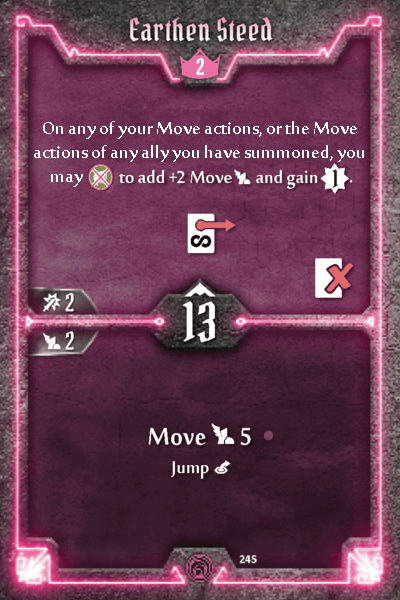 Earthen Steed
2
On any of your Move actions, or the Move
actions of any ally you have summoned, you
may to add +2 Move and gain 1.
8
2
13
2
Move 5
Jump
245